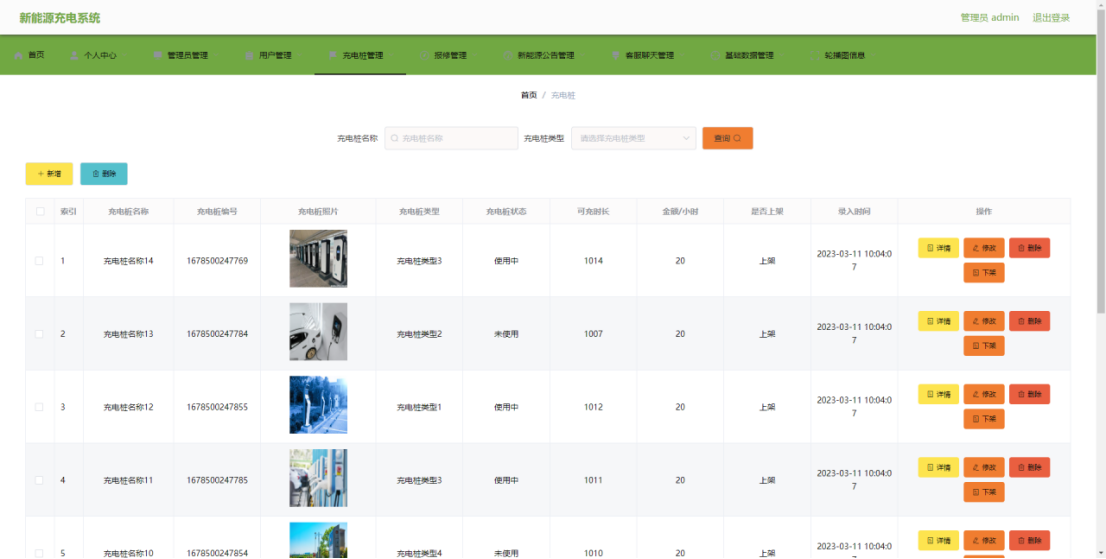 新能源充电系统
管理员 admin 退出登录
首页 个人中心 管理员管理 用户管理 充电桩管理 报修管理 新能源公告管理 客服聊天管理 基础数据管理 轮播图信息
首页 / 充电桩
充电桩名称 充电桩名称 充电桩类型 请选择充电桩类型 查询
+ 新增 删除
索引 充电桩名称 充电桩编号 充电桩照片 充电桩类型 充电桩状态 可充时长 金额/小时 是否上架 录入时间 操作
1 充电桩名称14 1678500247769 充电桩类型3 使用中 1014 20 上架 2023-03-11 10:04:0 详情 修改 删除
7 下架
2 充电桩名称13 1678500247784 充电桩类型2 未使用 1007 20 上架 2023-03-11 10:04:0 详情 修改 删除
7 下架
3 充电桩名称12 1678500247855 充电桩类型1 使用中 1012 20 上架 2023-03-11 10:04:0 详情 修改 删除
7 下架
4 充电桩名称11 1678500247785 充电桩类型3 使用中 1011 20 上架 2023-03-11 10:04:0 详情 修改 删除
7 下架
5 充电桩名称10 1678500247854 充电桩类型4 未使用 1010 20 上架 2023-03-11 10:04:0 详情 修改 删除